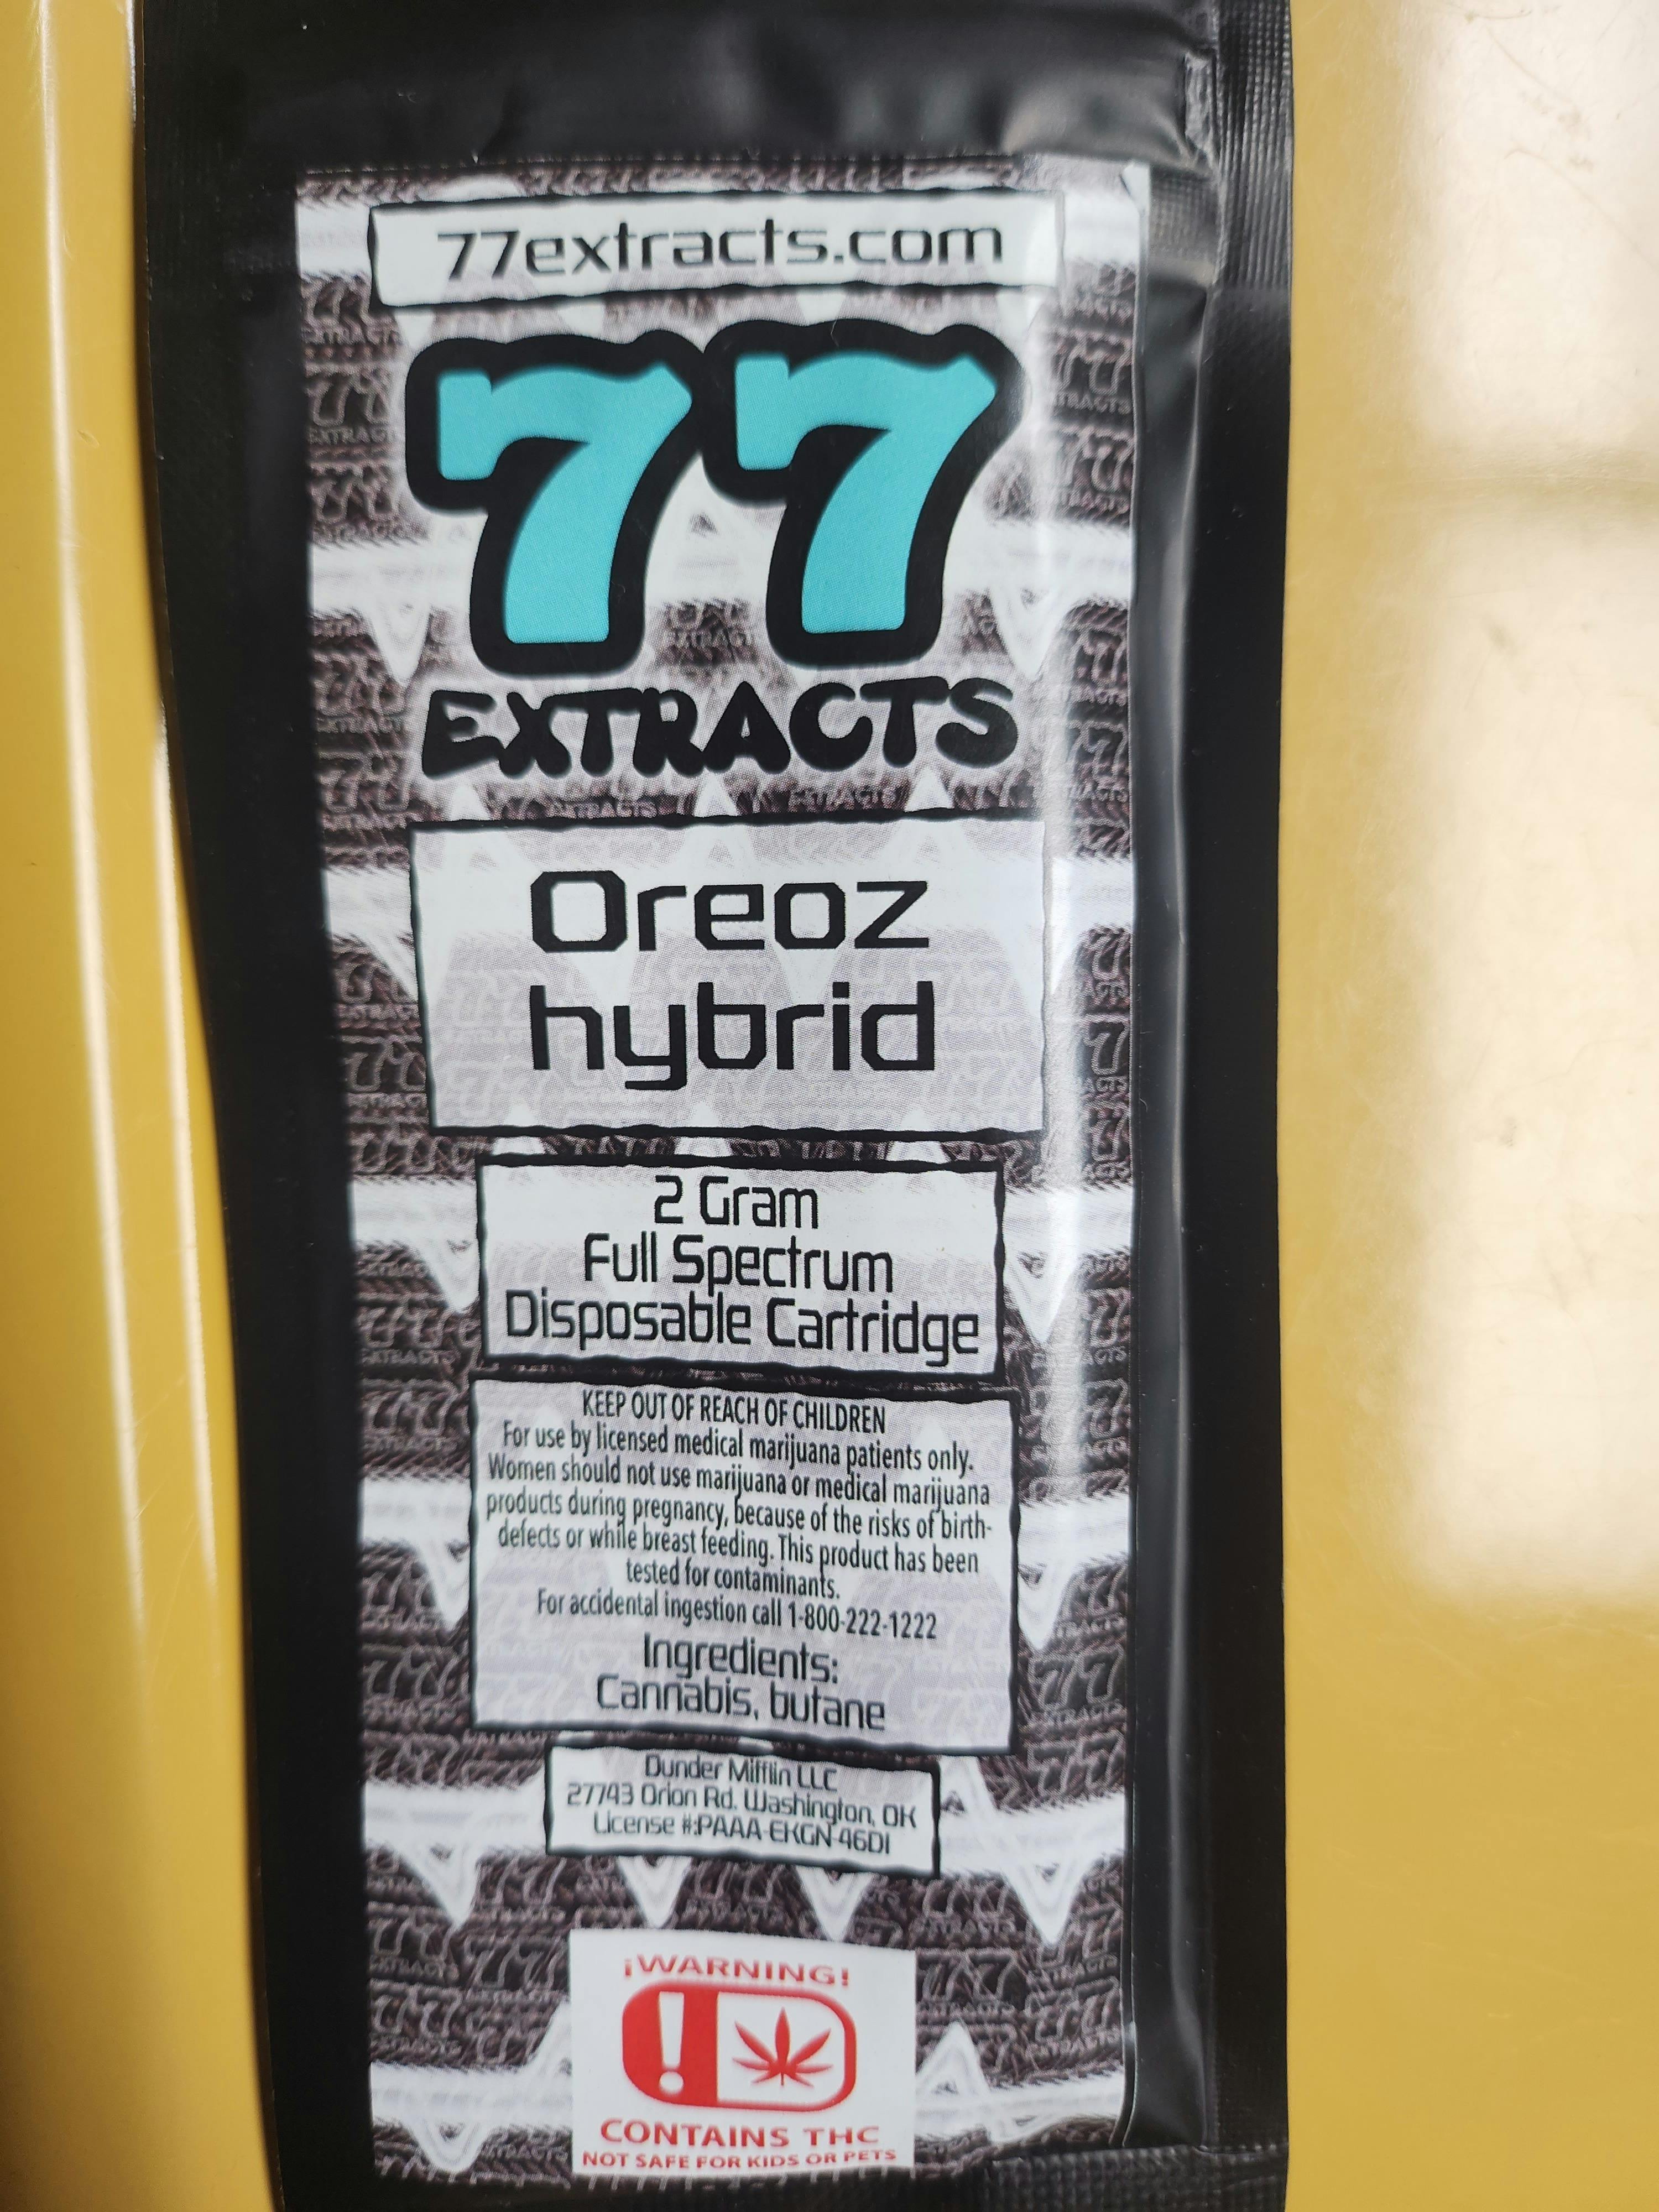 77extracts.com
77
EXTRACTS
Oreoz
hybrid
2 Gram
Full Spectrum
Disposable Cartridge
KEEP OUT OF REACH OF CHILDREN
For use by licensed medical marijuana patients only.
Women should not use marijuana or medical marijuana
products during pregnancy, because of the risks of birth-
defects or while breast feeding. This product has been
tested for contaminants.
For accidental ingestion call 1-800-222-1222
Ingredients:
Cannabis, butane
Dunder Mifflin LLC
27743 Orion Rd. Washington, OK
License #:PAAA-EKGN-46DI
¡WARNING!
!
CONTAINS THC
NOT SAFE FOR KIDS OR PETS